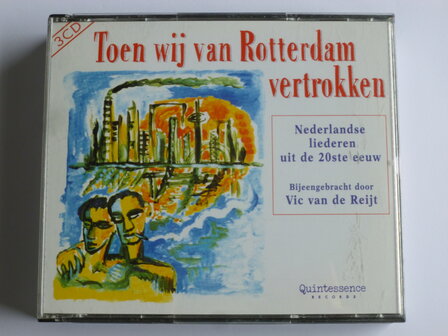 3CD
Toen wij van Rotterdam
vertrokken
Nederlandse
liederen
uit de 20ste eeuw
Bijeengebracht door
Vic van de Reijt
Quintessence
RECORDS